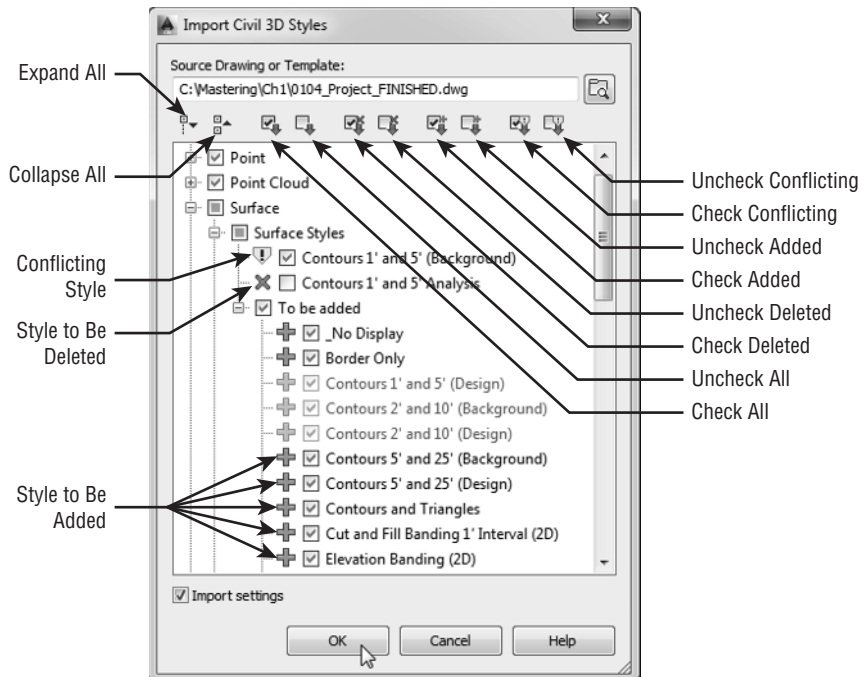 Import Civil 3D Styles
x
Source Drawing or Template:
C:\Mastering\Ch1\0104_Project_FINISHED.dwg
Expand All
Collapse All
Point
Point Cloud
Surface
Surface Styles
Contours 1' and 5' (Background)
Contours 1' and 5' Analysis
To be added
_No Display
Border Only
Contours 1' and 5' (Design)
Contours 2' and 10' (Background)
Contours 2' and 10' (Design)
Contours 5' and 25' (Background)
Contours 5' and 25' (Design)
Contours and Triangles
Cut and Fill Banding 1' Interval (2D)
Elevation Banding (2D)
Import settings
OK
Cancel
Help
Conflicting
Style
Style to Be
Deleted
Style to Be
Added
Uncheck Conflicting
Check Conflicting
Uncheck Added
Check Added
Uncheck Deleted
Check Deleted
Uncheck All
Check All